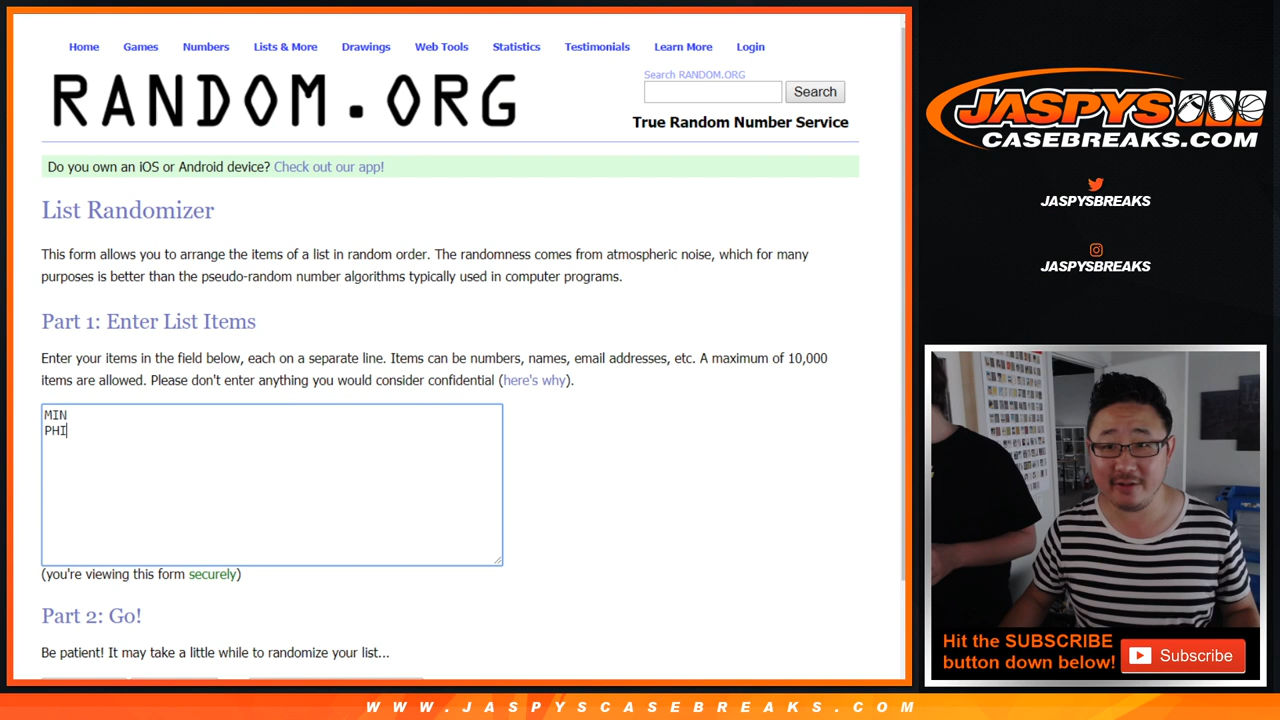 Home Games Numbers Lists & More Drawings Web Tools Statistics Testimonials Learn More Login
RANDOM.ORG
Search RANDOM.ORG
Search
True Random Number Service
Do you own an iOS or Android device? Check out our app!
List Randomizer
This form allows you to arrange the items of a list in random order. The randomness comes from atmospheric noise, which for many
purposes is better than the pseudo-random number algorithms typically used in computer programs.
Part 1: Enter List Items
Enter your items in the field below, each on a separate line. Items can be numbers, names, email addresses, etc. A maximum of 10,000
items are allowed. Please don't enter anything you would consider confidential (here's why).
MIN
PHI
(you're viewing this form securely)
Part 2: Go!
Be patient! It may take a little while to randomize your list...
JASPYS
CASEBREAKS.COM
JASPYSBREAKS
JASPYSBREAKS
Hit the SUBSCRIBE
button down below!
Subscribe
WWW.JASPYSCASEBREAKS.COM